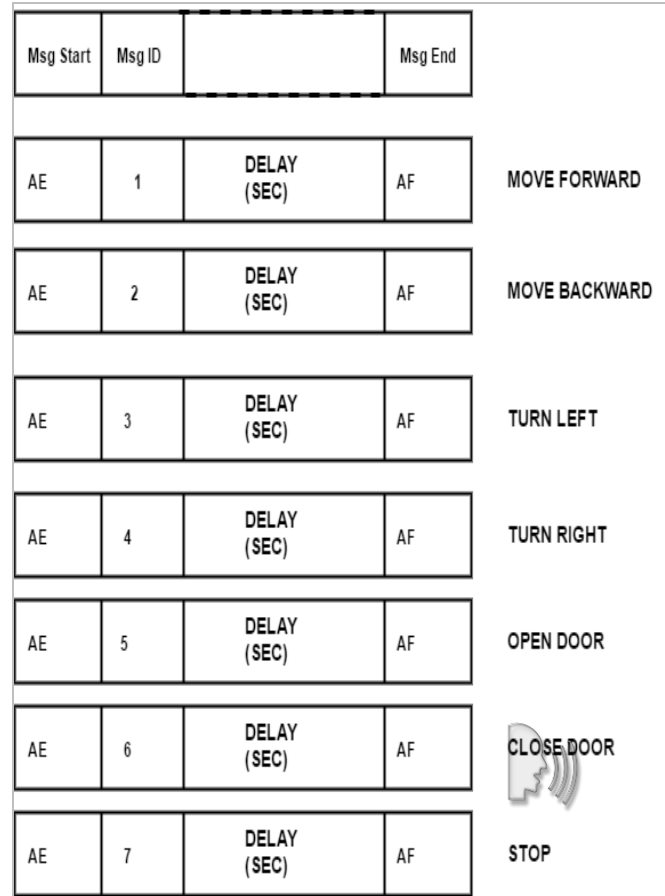 Msg Start Msg ID Msg End
AE 1 DELAY (SEC) AF MOVE FORWARD
AE 2 DELAY (SEC) AF MOVE BACKWARD
AE 3 DELAY (SEC) AF TURN LEFT
AE 4 DELAY (SEC) AF TURN RIGHT
AE 5 DELAY (SEC) AF OPEN DOOR
AE 6 DELAY (SEC) AF CLOSE DOOR
AE 7 DELAY (SEC) AF STOP